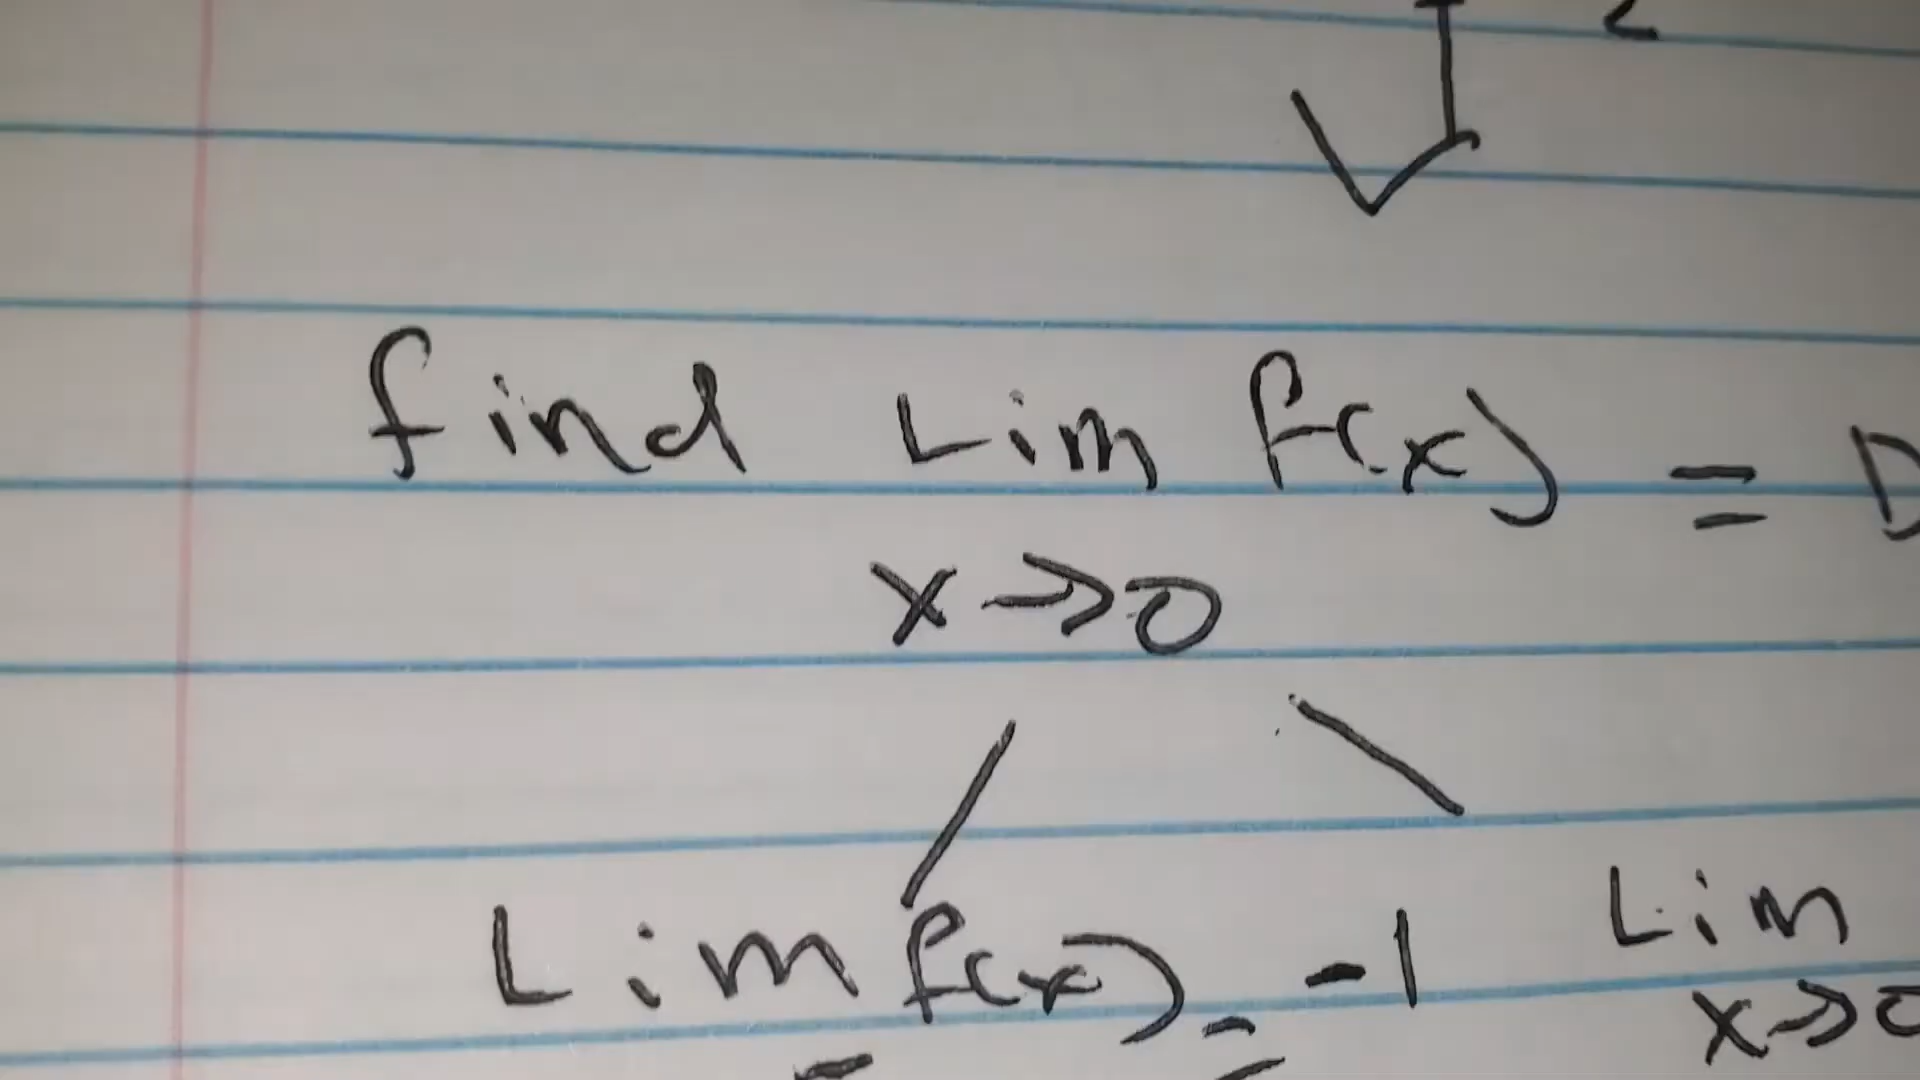 find Lim f(x) = D
x→0
Lim f(x) = -1 Lim
x→0